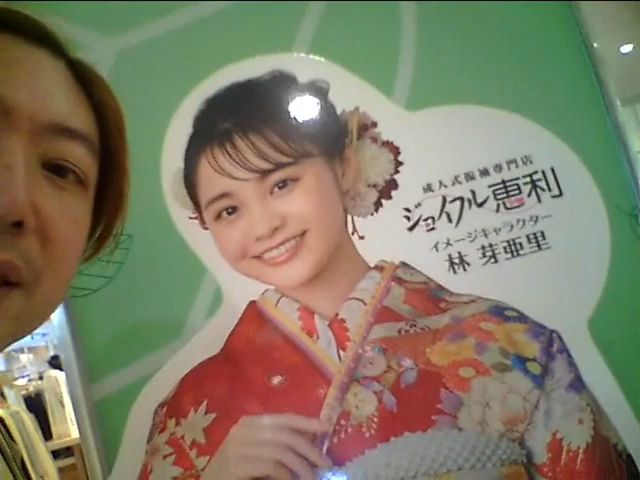 成人式振袖専門店
ジョイフル恵利
イメージキャラクター
林 芽亜里